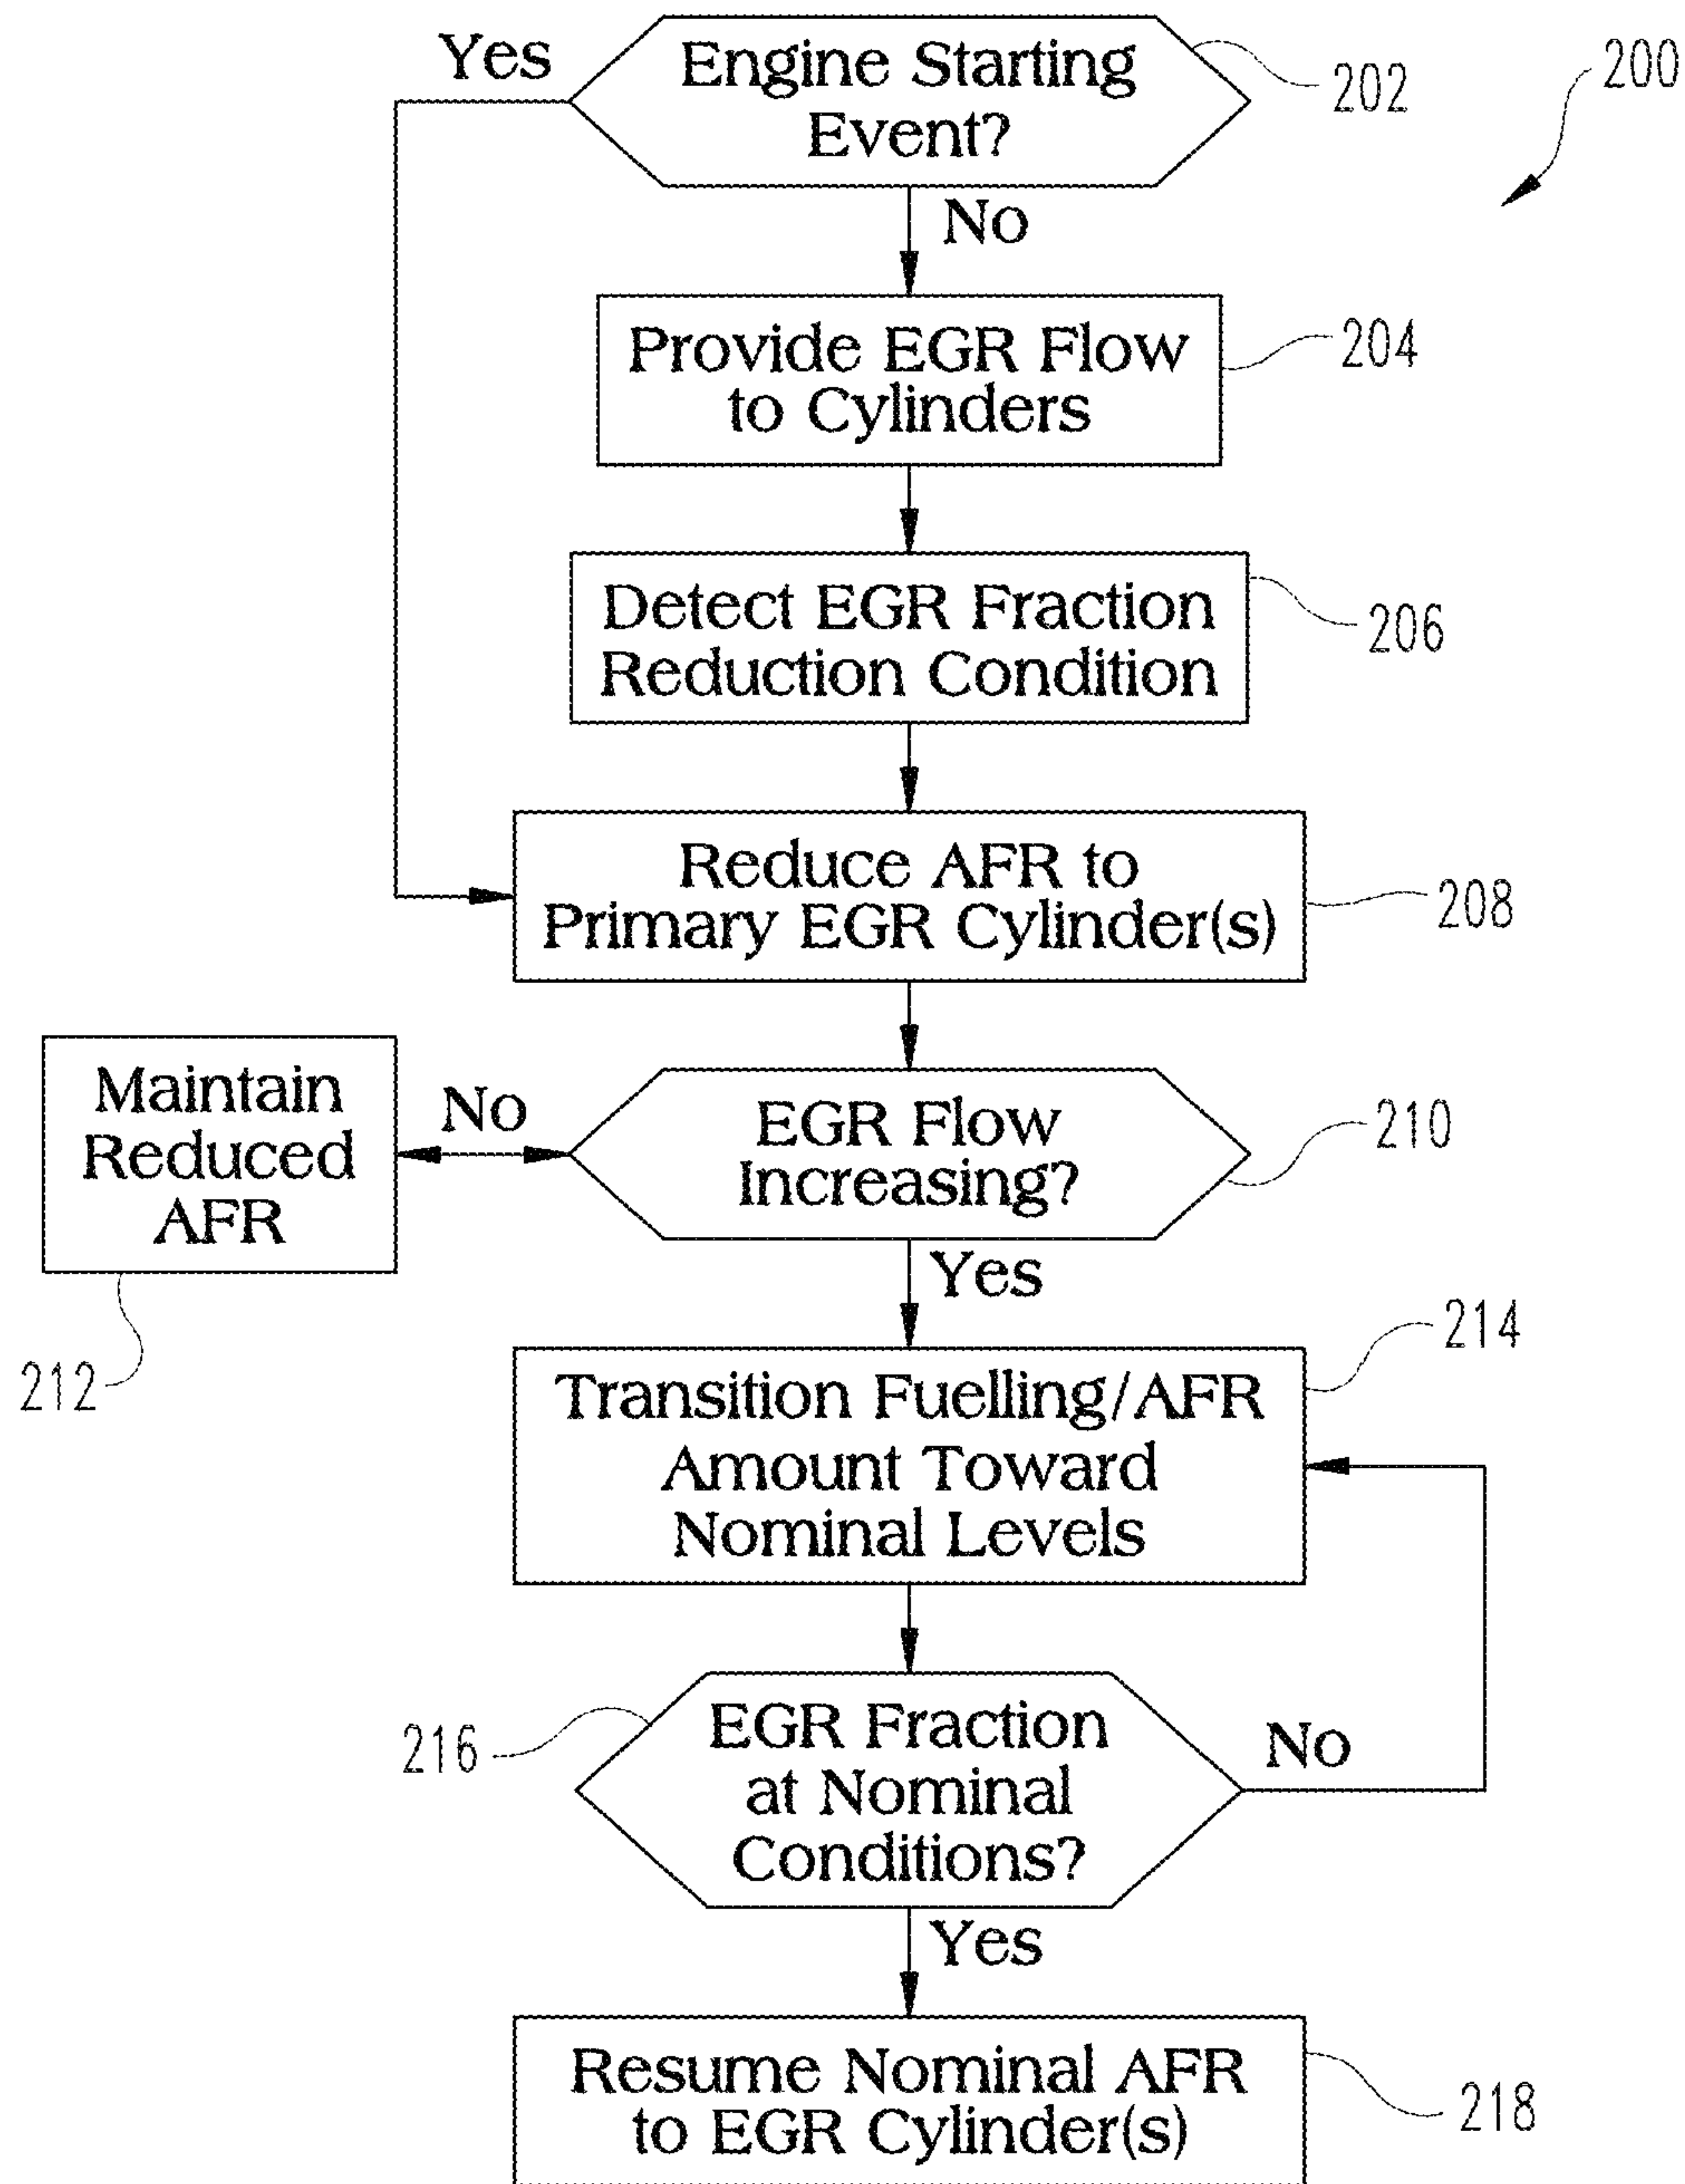 Yes
Engine Starting
Event?
202
200
No
Provide EGR Flow
to Cylinders
204
Detect EGR Fraction
Reduction Condition
206
Reduce AFR to
Primary EGR Cylinder(s)
208
Maintain
Reduced
AFR
212
No
EGR Flow
Increasing?
210
Yes
Transition Fuelling/AFR
Amount Toward
Nominal Levels
214
216
EGR Fraction
at Nominal
Conditions?
No
Yes
Resume Nominal AFR
to EGR Cylinder(s)
218